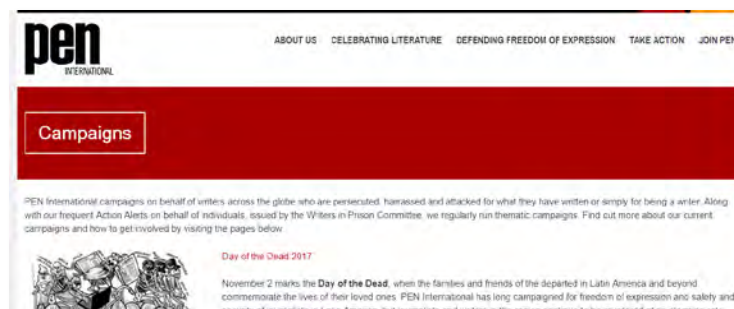 pen
INTERNATIONAL
ABOUT US CELEBRATING LITERATURE DEFENDING FREEDOM OF EXPRESSION TAKE ACTION JOIN PEN
Campaigns
PEN International campaigns on behalf of writers across the globe who are persecuted, harrassed and attacked for what they have written or simply for being a writer. Along
with our frequent Action Alerts on behalf of individuals, issued by the Writers in Prison Committee, we regularly run thematic campaigns. Find out more about our current
campaigns and how to get involved by visiting the pages below.
Day of the Dead 2017
November 2 marks the Day of the Dead, when the families and friends of the departed in Latin America and beyond
commemorate the lives of their loved ones. PEN International has long campaigned for freedom of expression and safety and